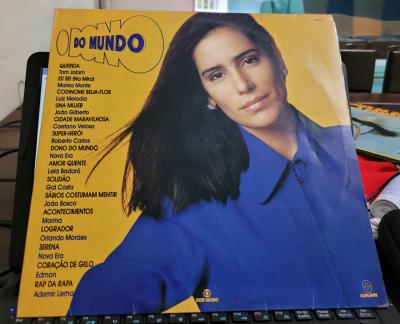 O DONO
DO MUNDO
QUERIDA
Tom Jobim
EU SEI (Na Mira)
Marisa Monte
CODINOME BEIJA-FLOR
Luiz Melodia
UNA MUJER
João Gilberto
CIDADE MARAVILHOSA
Caetano Veloso
SUPER-HERÓI
Roberto Carlos
DONO DO MUNDO
Nova Era
AMOR QUENTE
Leila Badaró
SOLIDÃO
Gal Costa
SÁBIOS COSTUMAM MENTIR
João Bosco
ACONTECIMENTOS
Marina
LOGRADOR
Orlando Moraes
SERENA
Nova Era
CORAÇÃO DE GELO
Edmon
RAP DA RAPA
Ademir Lemos
REDE GLOBO
SOM LIVRE